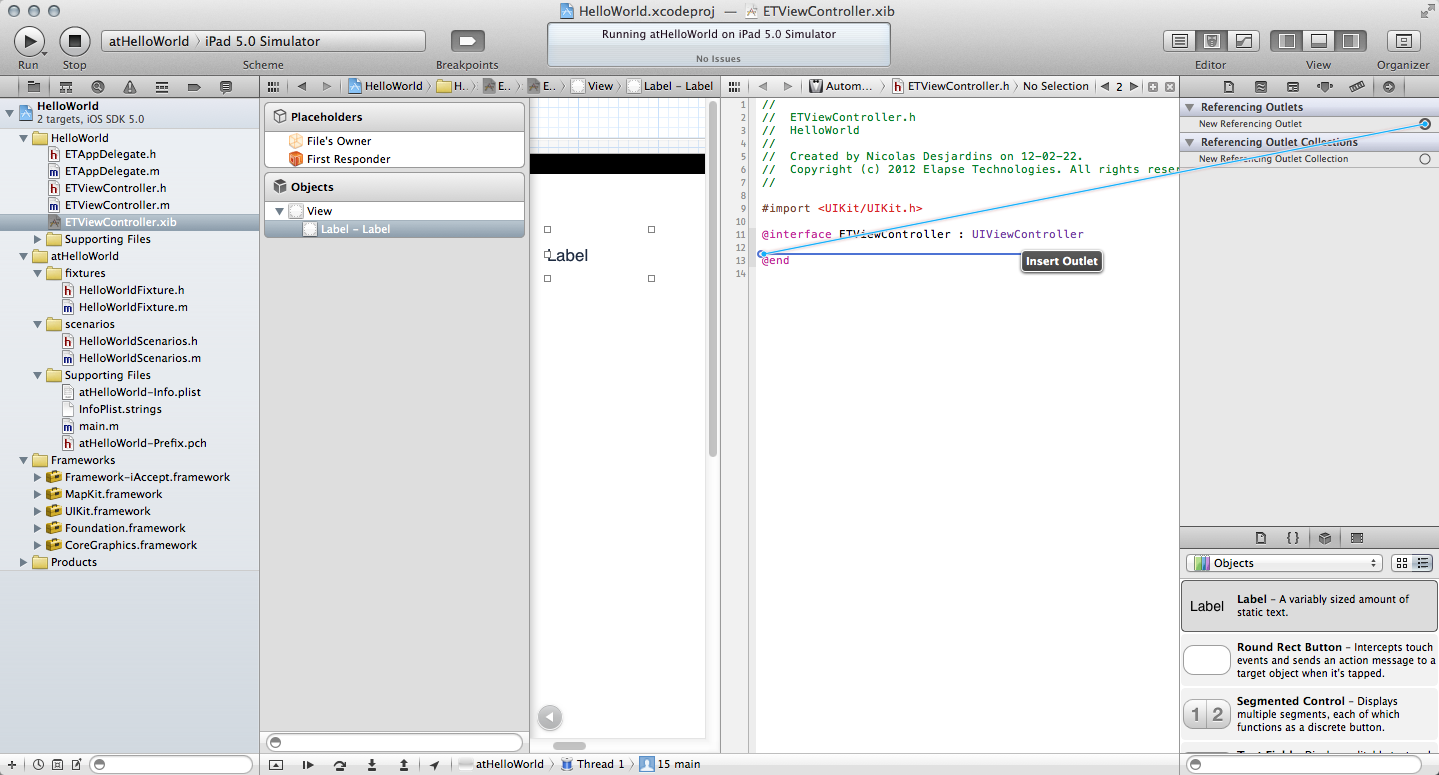 HelloWorld.xcodeproj — ETViewController.xib
Run
Stop
atHelloWorld 〉 iPad 5.0 Simulator
Scheme
Breakpoints
Running atHelloWorld on iPad 5.0 Simulator
No Issues
Editor
View
Organizer
HelloWorld
2 targets, iOS SDK 5.0
HelloWorld
ETAppDelegate.h
ETAppDelegate.m
ETViewController.h
ETViewController.m
ETViewController.xib
Supporting Files
atHelloWorld
fixtures
HelloWorldFixture.h
HelloWorldFixture.m
scenarios
HelloWorldScenarios.h
HelloWorldScenarios.m
Supporting Files
atHelloWorld-Info.plist
InfoPlist.strings
main.m
atHelloWorld-Prefix.pch
Frameworks
Framework-iAccept.framework
MapKit.framework
UIKit.framework
Foundation.framework
CoreGraphics.framework
Products
HelloWorld 〉 H.. 〉 E.. 〉 E.. 〉 View 〉 Label – Label
Placeholders
File's Owner
First Responder
Objects
View
Label – Label
Label
Autom... 〉 ETViewController.h 〉 No Selection 2
1 //
2 //  ETViewController.h
3 //  HelloWorld
4 //
5 //  Created by Nicolas Desjardins on 12-02-22.
6 //  Copyright (c) 2012 Elapse Technologies. All rights reser
7 //
8
9 #import <UIKit/UIKit.h>
10
11 @interface ETViewController : UIViewController
12
13 @end
14
Insert Outlet
Referencing Outlets
New Referencing Outlet
Referencing Outlet Collections
New Referencing Outlet Collection
{ }
Objects
Label
Label – A variably sized amount of
static text.
Round Rect Button – Intercepts touch
events and sends an action message to a
target object when it's tapped.
1 2
Segmented Control – Displays
multiple segments, each of which
functions as a discrete button.
atHelloWorld 〉 Thread 1 〉 15 main